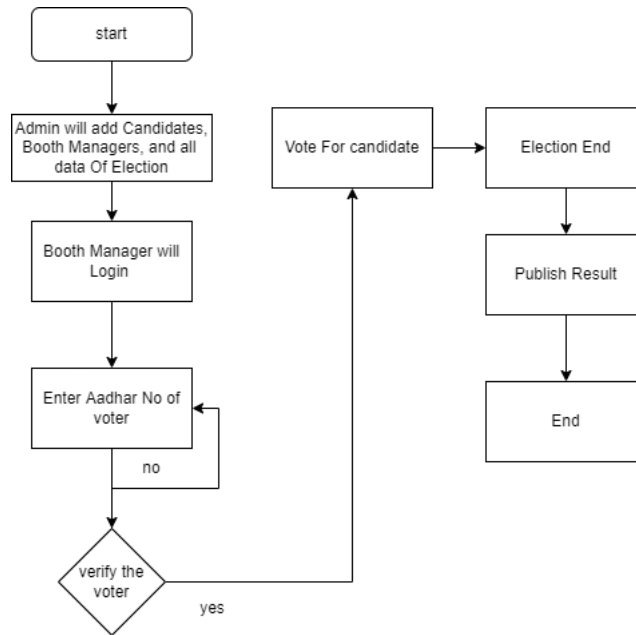 start
Admin will add Candidates,
Booth Managers, and all
data Of Election
Booth Manager will
Login
Enter Aadhar No of
voter
no
verify the
voter
yes
Vote For candidate
Election End
Publish Result
End